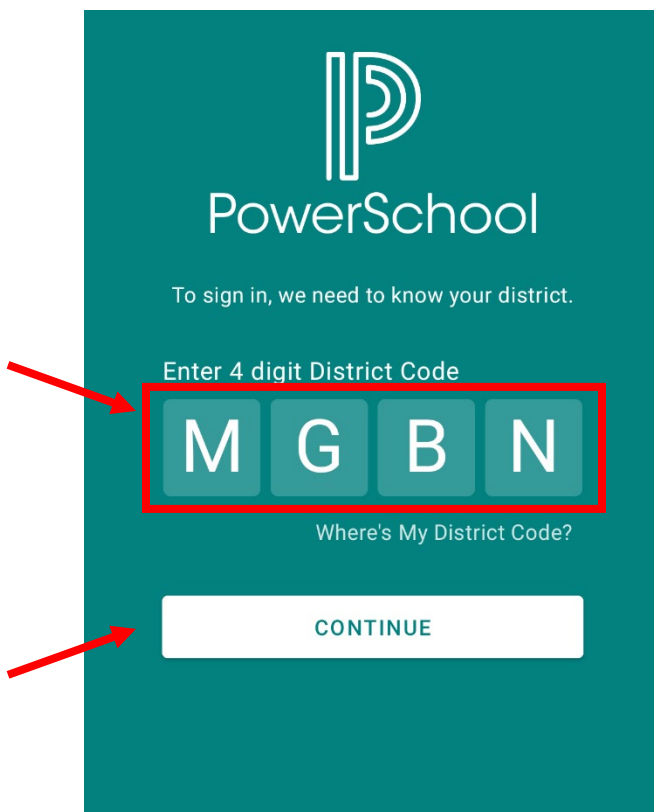 PowerSchool
To sign in, we need to know your district.
Enter 4 digit District Code
M G B N
Where's My District Code?
CONTINUE